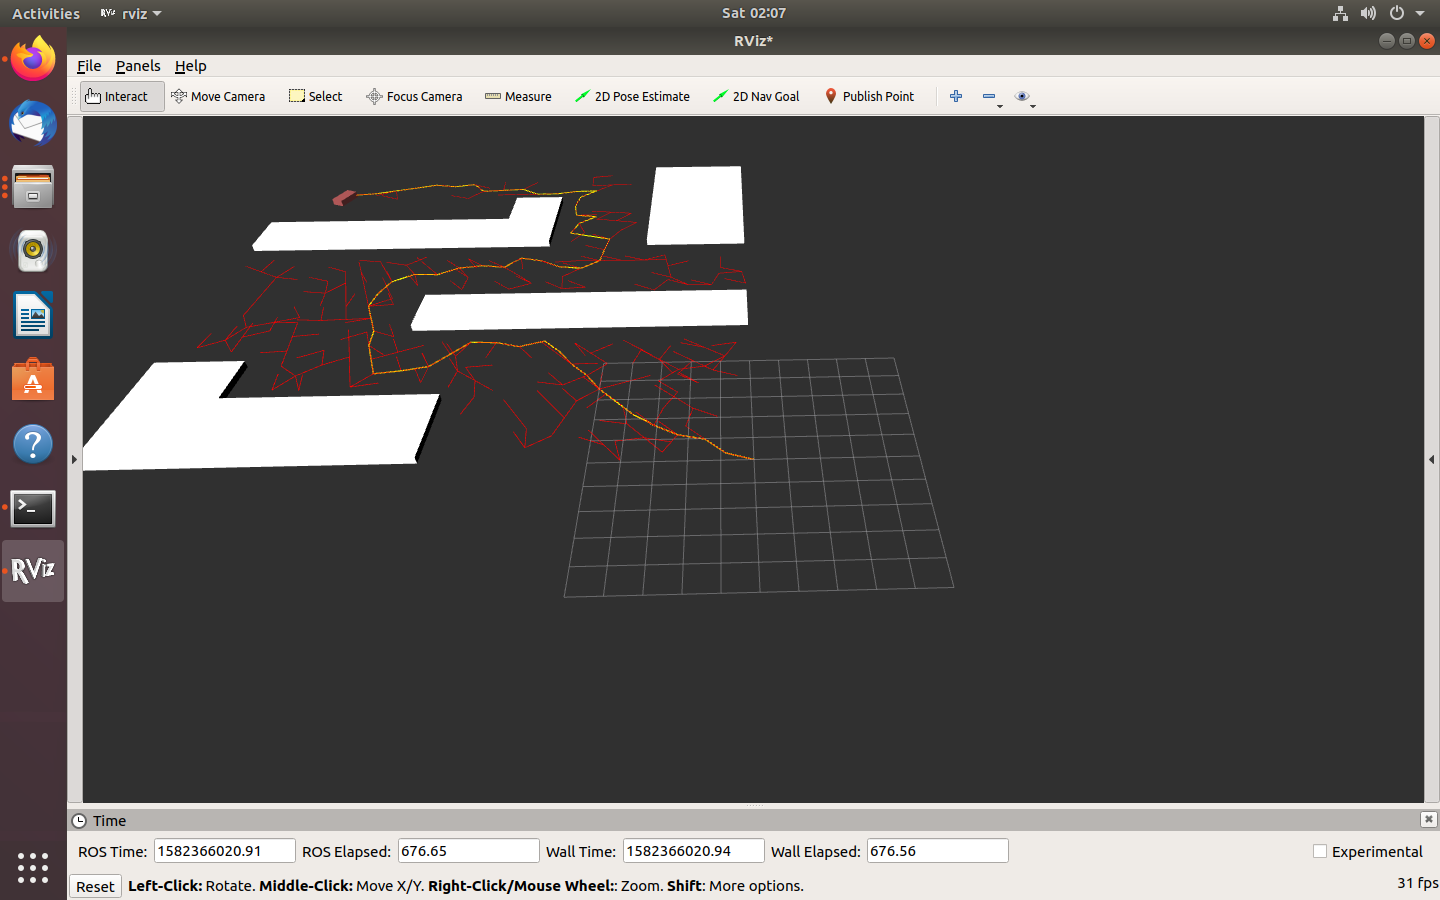 Activities RViz rviz Sat 02:07
RViz*
File Panels Help
Interact Move Camera Select Focus Camera Measure 2D Pose Estimate 2D Nav Goal Publish Point
A
?
>_
RViz
Time
ROS Time: 1582366020.91 ROS Elapsed: 676.65 Wall Time: 1582366020.94 Wall Elapsed: 676.56 Experimental
Reset Left-Click: Rotate. Middle-Click: Move X/Y. Right-Click/Mouse Wheel:: Zoom. Shift: More options. 31 fps